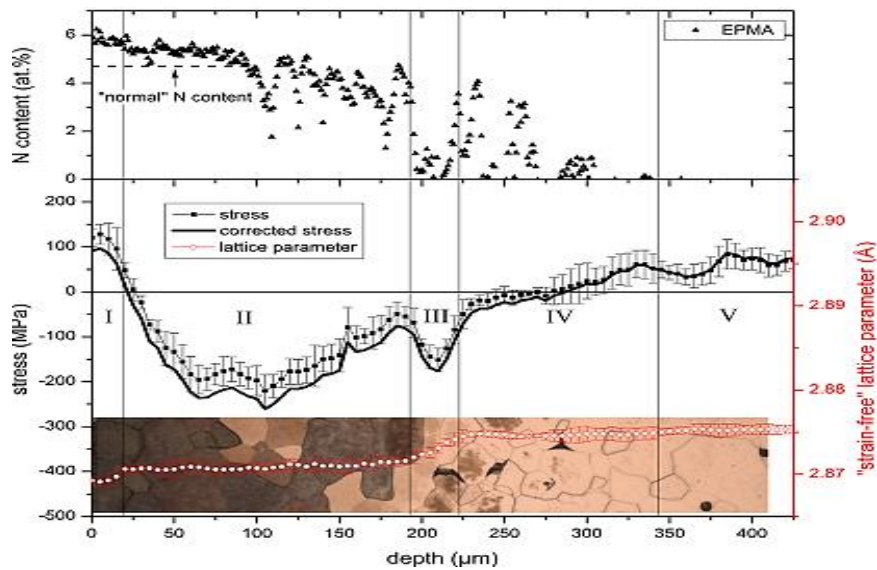 N content (at.%)
6
4
2
0
EPMA
"normal" N content
stress (MPa)
200
100
0
-100
-200
-300
-400
-500
stress
corrected stress
lattice parameter
I
II
III
IV
V
2.90
2.89
2.88
2.87
"strain-free" lattice parameter (Å)
0
50
100
150
200
250
300
350
400
depth (µm)